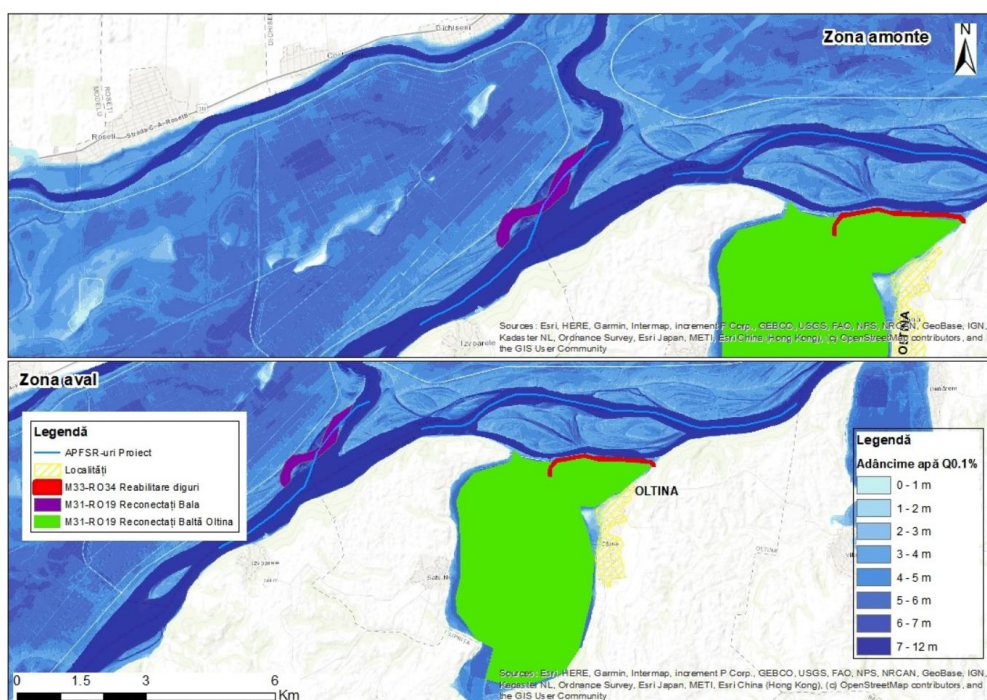 Zona amonte
N
Roseti
Strada C.A. Rosetti
OLTINA
Sources: Esri, HERE, Garmin, Intermap, increment P Corp., GEBCO, USGS, FAO, NPS, NRCAN, GeoBase, IGN,
Kadaster NL, Ordnance Survey, Esri Japan, METI, Esri China (Hong Kong), (c) OpenStreetMap contributors, and
the GIS User Community
Zona aval
Legendă
APFSR-uri Proiect
Localități
M33-RO34 Reabilitare diguri
M31-RO19 Reconectați Bala
M31-RO19 Reconectați Baltă Oltina
OLTINA
Legendă
Adâncime apă Q0.1%
0 - 1 m
1 - 2 m
2 - 3 m
3 - 4 m
4 - 5 m
5 - 6 m
6 - 7 m
7 - 12 m
OLTINA
0 1.5 3 6
Km
Sources: Esri, HERE, Garmin, Intermap, increment P Corp., GEBCO, USGS, FAO, NPS, NRCAN, GeoBase, IGN,
Kadaster NL, Ordnance Survey, Esri Japan, METI, Esri China (Hong Kong), (c) OpenStreetMap contributors, and
the GIS User Community